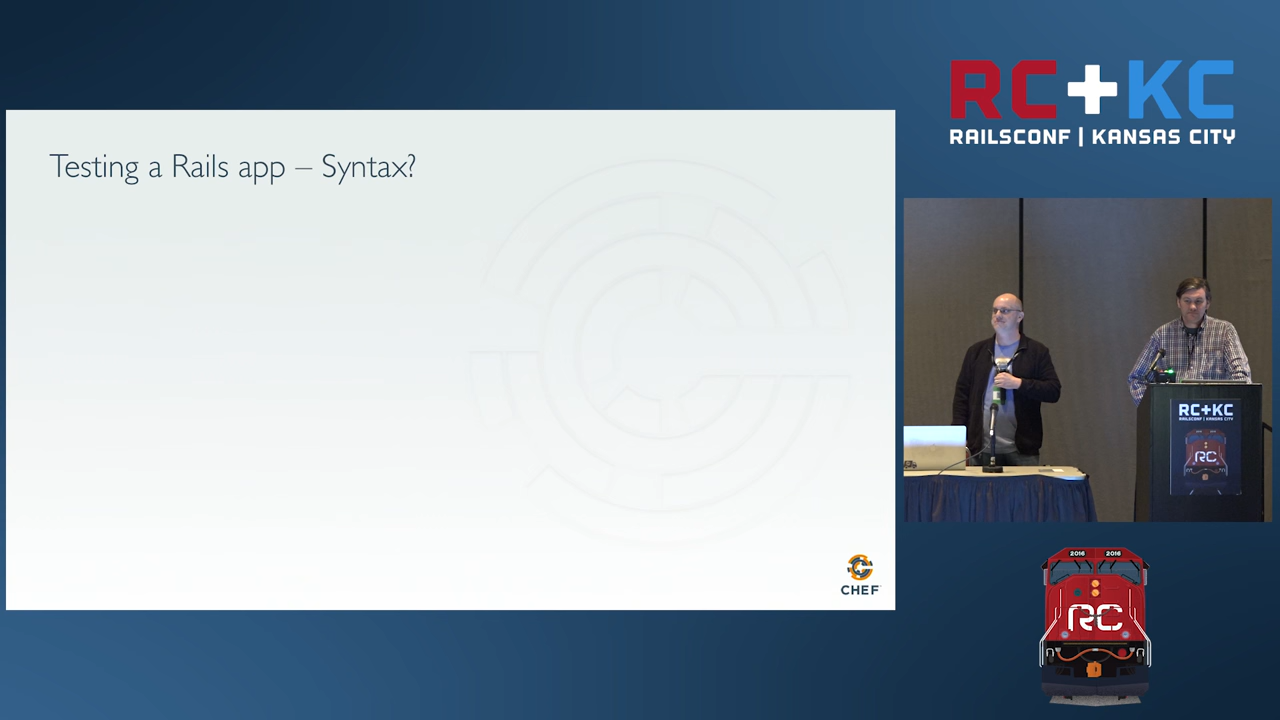 Testing a Rails app – Syntax?
CHEF
RC+KC
RAILSCONF | KANSAS CITY
RC+KC
RAILSCONF | KANSAS CITY
RC
2016 2016
RC